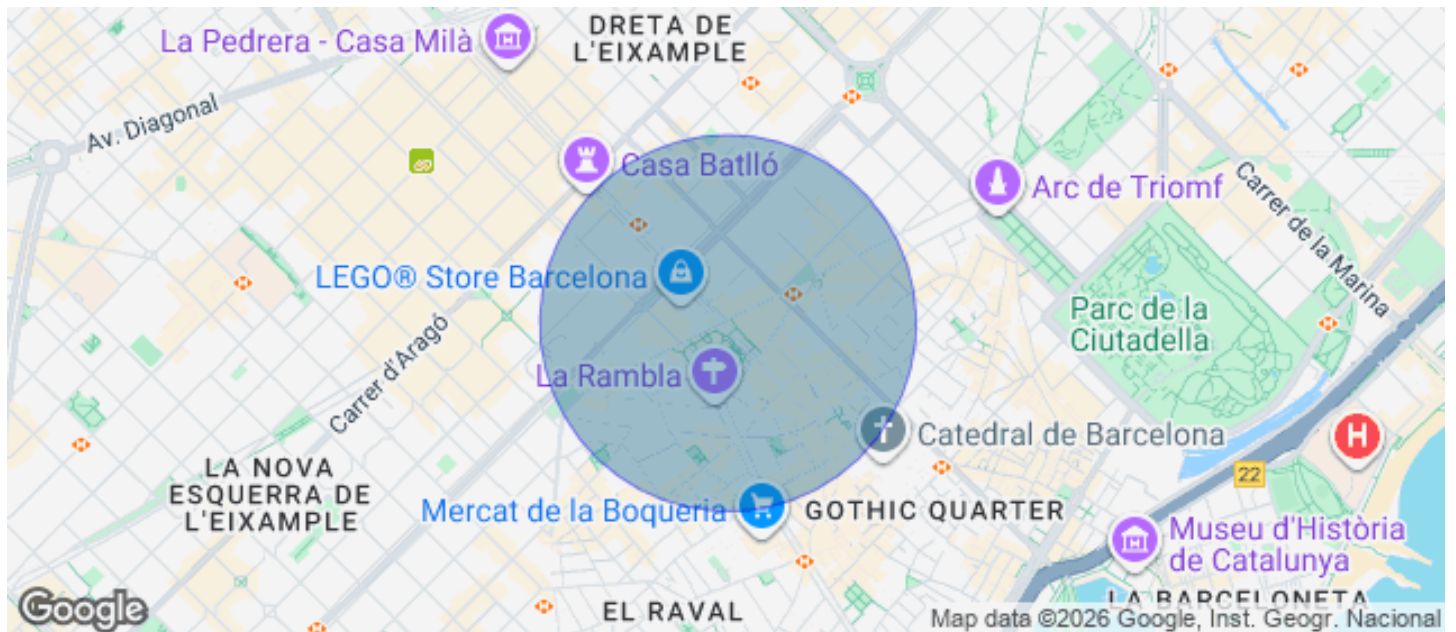 DRETA DE
L'EIXAMPLE
La Pedrera - Casa Milà
Av. Diagonal
Casa Batlló
Arc de Triomf
Carrer de la Marina
LEGO® Store Barcelona
Parc de la
Ciutadella
Carrer d'Aragó
La Rambla
Catedral de Barcelona
H
LA NOVA
ESQUERRA DE
L'EIXAMPLE
22
Mercat de la Boqueria
GOTHIC QUARTER
Museu d'Història
de Catalunya
LA BARCELONETA
EL RAVAL
Google
Map data ©2026 Google, Inst. Geogr. Nacional